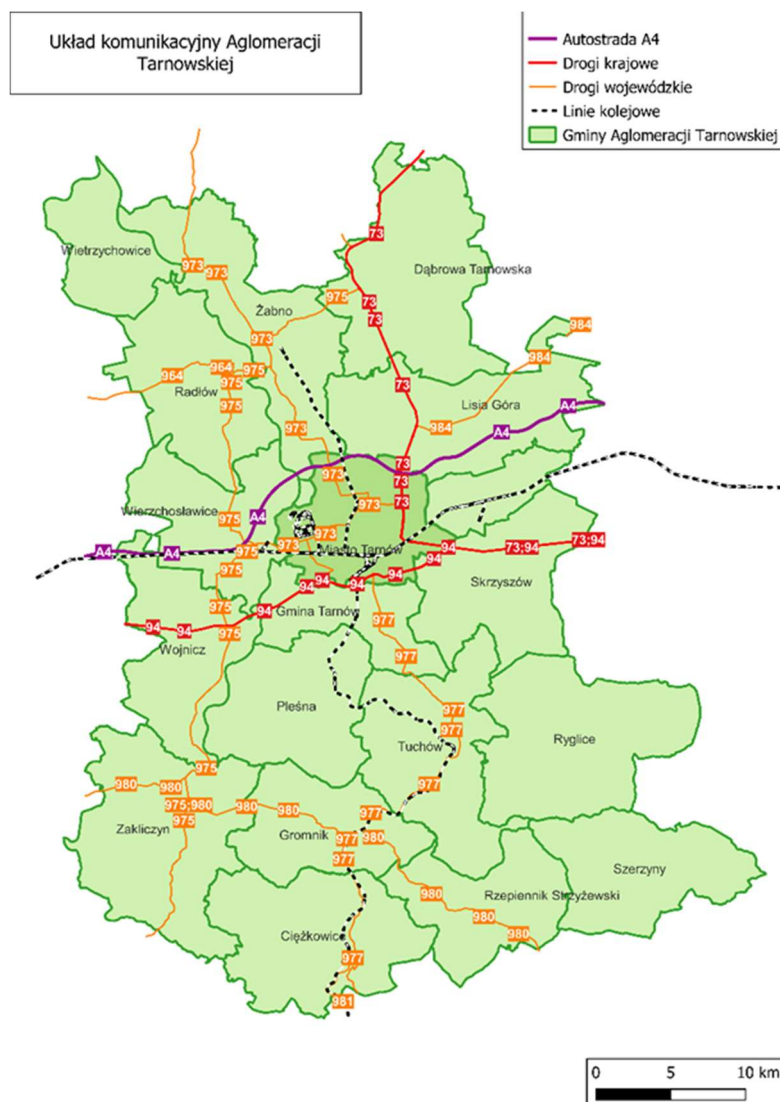 Układ komunikacyjny Aglomeracji
Tarnowskiej
Autostrada A4
Drogi krajowe
Drogi wojewódzkie
Linie kolejowe
Gminy Aglomeracji Tarnowskiej
73
Wietrzychowice
973
973
Dąbrowa Tarnowska
975
73
Żabno
73
984
973
984
964
964
975
975
73
Radłów
975
Lisia Góra
A4
973
984
A4
73
973
73
973
73
Wierzchosławice
975
A4
973
973
A4
A4
975
Miasto Tarnów
94
73;94
73;94
975
94
94
94
94
Skrzyszów
975
94
Gmina Tarnów
977
94
94
975
Wojnicz
977
Pleśna
977
977
Tuchów
Ryglice
975
980
980
977
975;980
980
980
977
975
Zakliczyn
Gromnik
977
980
977
Szerzyny
980
Rzepiennik Strzyżewski
980
Ciężkowice
980
977
981
0 5 10 km